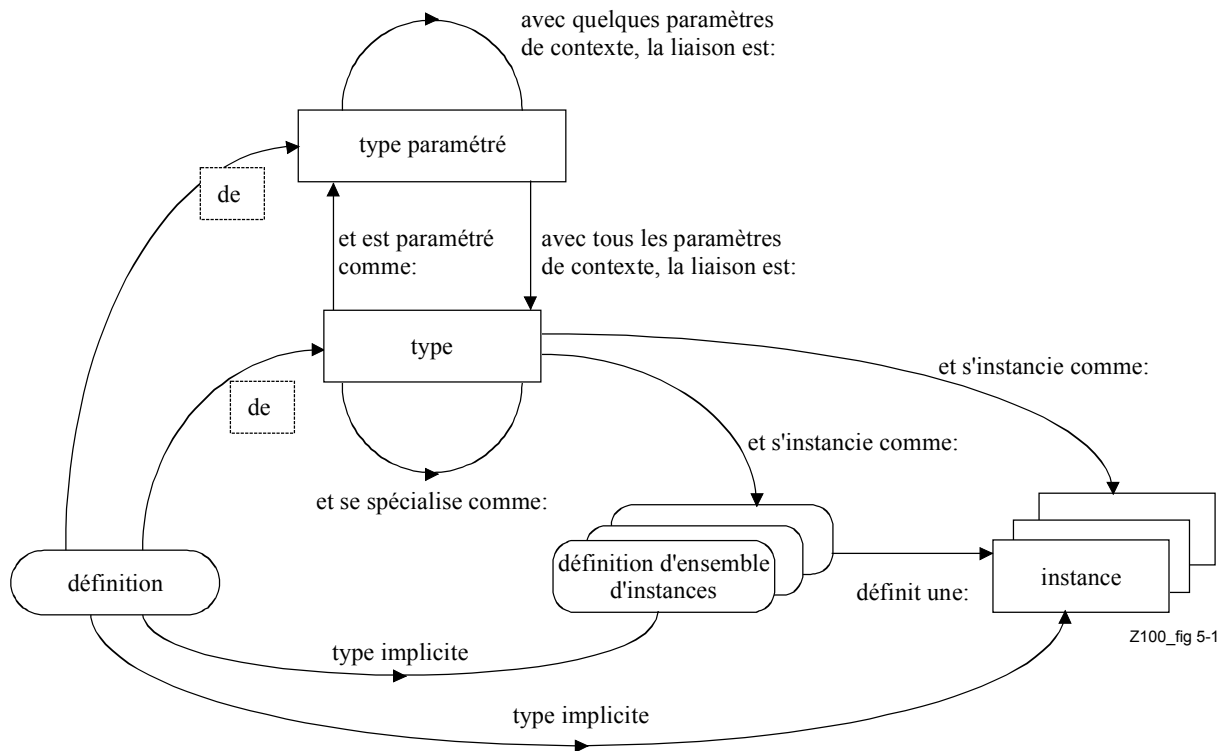 avec quelques paramètres
de contexte, la liaison est:
type paramétré
de
et est paramétré
comme:
avec tous les paramètres
de contexte, la liaison est:
type
et s'instancie comme:
de
et s'instancie comme:
et se spécialise comme:
définition
définition d'ensemble
d'instances
instance
définit une:
Z100_fig 5-1
type implicite
type implicite